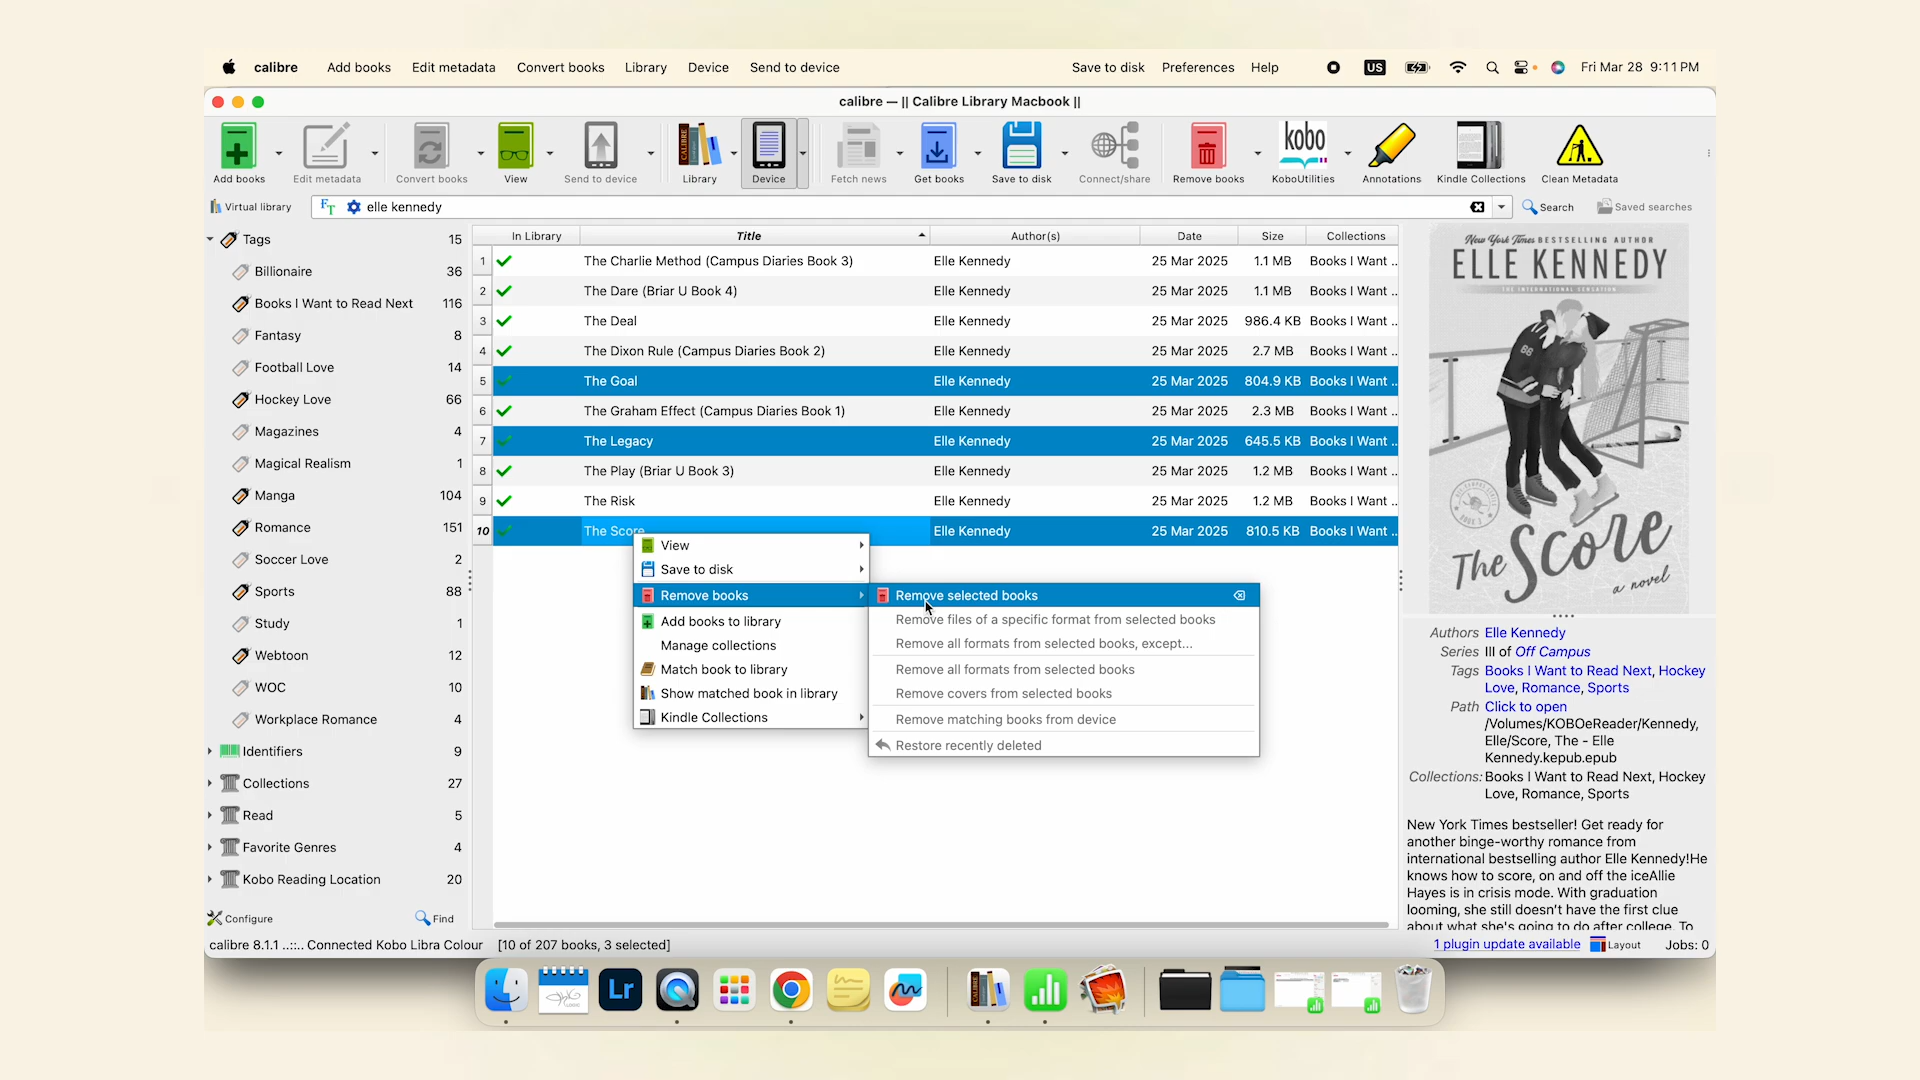 calibre Add books Edit metadata Convert books Library Device Send to device Save to disk Preferences Help US Fri Mar 28 9:11 PM
calibre — || Calibre Library Macbook ||
Add books Edit metadata Convert books View Send to device Library Device Fetch news Get books Save to disk Connect/share Remove books KoboUtilities Annotations Kindle Collections Clean Metadata
Virtual library elle kennedy Search Saved searches
Tags 15
Billionaire 36
Books I Want to Read Next 116
Fantasy 8
Football Love 14
Hockey Love 66
Magazines 4
Magical Realism 1
Manga 104
Romance 151
Soccer Love 2
Sports 88
Study 1
Webtoon 12
WOC 10
Workplace Romance 4
Identifiers 9
Collections 27
Read 5
Favorite Genres 4
Kobo Reading Location 20
Configure Find
In Library Title Author(s) Date Size Collections
1 The Charlie Method (Campus Diaries Book 3) Elle Kennedy 25 Mar 2025 1.1 MB Books I Want ..
2 The Dare (Briar U Book 4) Elle Kennedy 25 Mar 2025 1.1 MB Books I Want ..
3 The Deal Elle Kennedy 25 Mar 2025 986.4 KB Books I Want ..
4 The Dixon Rule (Campus Diaries Book 2) Elle Kennedy 25 Mar 2025 2.7 MB Books I Want ..
5 The Goal Elle Kennedy 25 Mar 2025 804.9 KB Books I Want ..
6 The Graham Effect (Campus Diaries Book 1) Elle Kennedy 25 Mar 2025 2.3 MB Books I Want ..
7 The Legacy Elle Kennedy 25 Mar 2025 645.5 KB Books I Want ..
8 The Play (Briar U Book 3) Elle Kennedy 25 Mar 2025 1.2 MB Books I Want ..
9 The Risk Elle Kennedy 25 Mar 2025 1.2 MB Books I Want ..
10 The Score Elle Kennedy 25 Mar 2025 810.5 KB Books I Want ..
View
Save to disk
Remove books
Add books to library
Manage collections
Match book to library
Show matched book in library
Kindle Collections
Remove selected books
Remove files of a specific format from selected books
Remove all formats from selected books, except...
Remove all formats from selected books
Remove covers from selected books
Remove matching books from device
Restore recently deleted
New York Times BESTSELLING AUTHOR
ELLE KENNEDY
THE INTERNATIONAL SENSATION
66
The Score
a novel
Authors Elle Kennedy
Series III of Off Campus
Tags Books I Want to Read Next, Hockey
Love, Romance, Sports
Path Click to open
/Volumes/KOBOeReader/Kennedy,
Elle/Score, The - Elle
Kennedy.kepub.epub
Collections: Books I Want to Read Next, Hockey
Love, Romance, Sports
New York Times bestseller! Get ready for
another binge-worthy romance from
international bestselling author Elle Kennedy!He
knows how to score, on and off the iceAllie
Hayes is in crisis mode. With graduation
looming, she still doesn't have the first clue
about what she's going to do after college. To
calibre 8.1.1 ..::.. Connected Kobo Libra Colour [10 of 207 books, 3 selected] 1 plugin update available Layout Jobs: 0
Lr